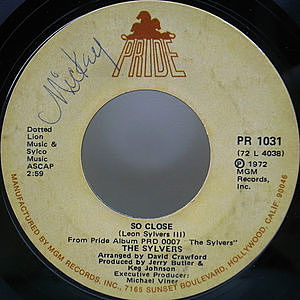 McKay
PRIDE
Dotted
Lion
Music &
Sylco
Music
ASCAP
2:59
PR 1031
(72 L 4038)
℗ 1972
MGM
Records,
Inc.
SO CLOSE
(Leon Sylvers III)
From Pride Album PRD 0007 The Sylvers"
THE SYLVERS
Arranged by David Crawford
Produced by Jerry Butler &
Keg Johnson
Executive Producer:
Michael Viner
MANUFACTURED BY MGM RECORDS, INC., 7165 SUNSET BOULEVARD, HOLLYWOOD, CALIF. 90046